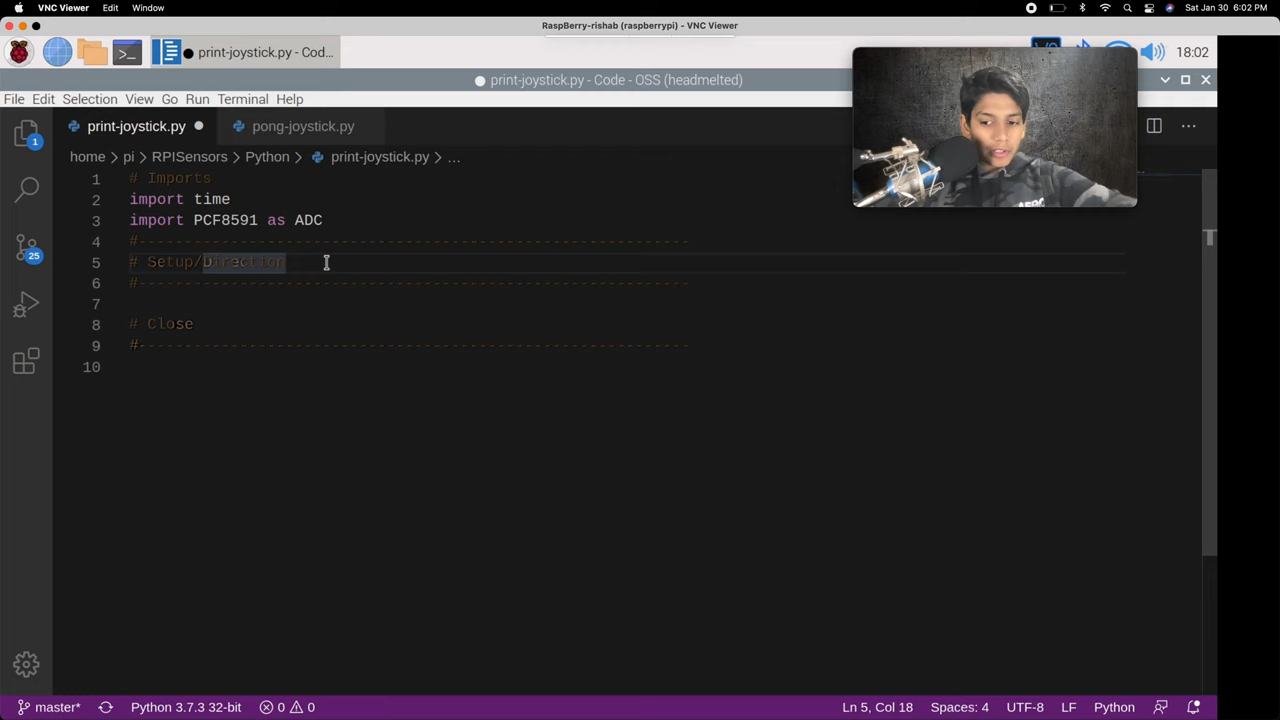 VNC Viewer Edit Window Sat Jan 30 6:02 PM
RaspBerry-rishab (raspberrypi) - VNC Viewer
print-joystick.py - Cod... 18:02
print-joystick.py - Code - OSS (headmelted)
File Edit Selection View Go Run Terminal Help
print-joystick.py pong-joystick.py
home > pi > RPISensors > Python > print-joystick.py > ...
1 # Imports
2 import time
3 import PCF8591 as ADC
4 #------------------------------------------------------------
5 # Setup/Direction
6 #------------------------------------------------------------
7
8 # Close
9 #------------------------------------------------------------
10
1
25
master* Python 3.7.3 32-bit 0 0 Ln 5, Col 18 Spaces: 4 UTF-8 LF Python